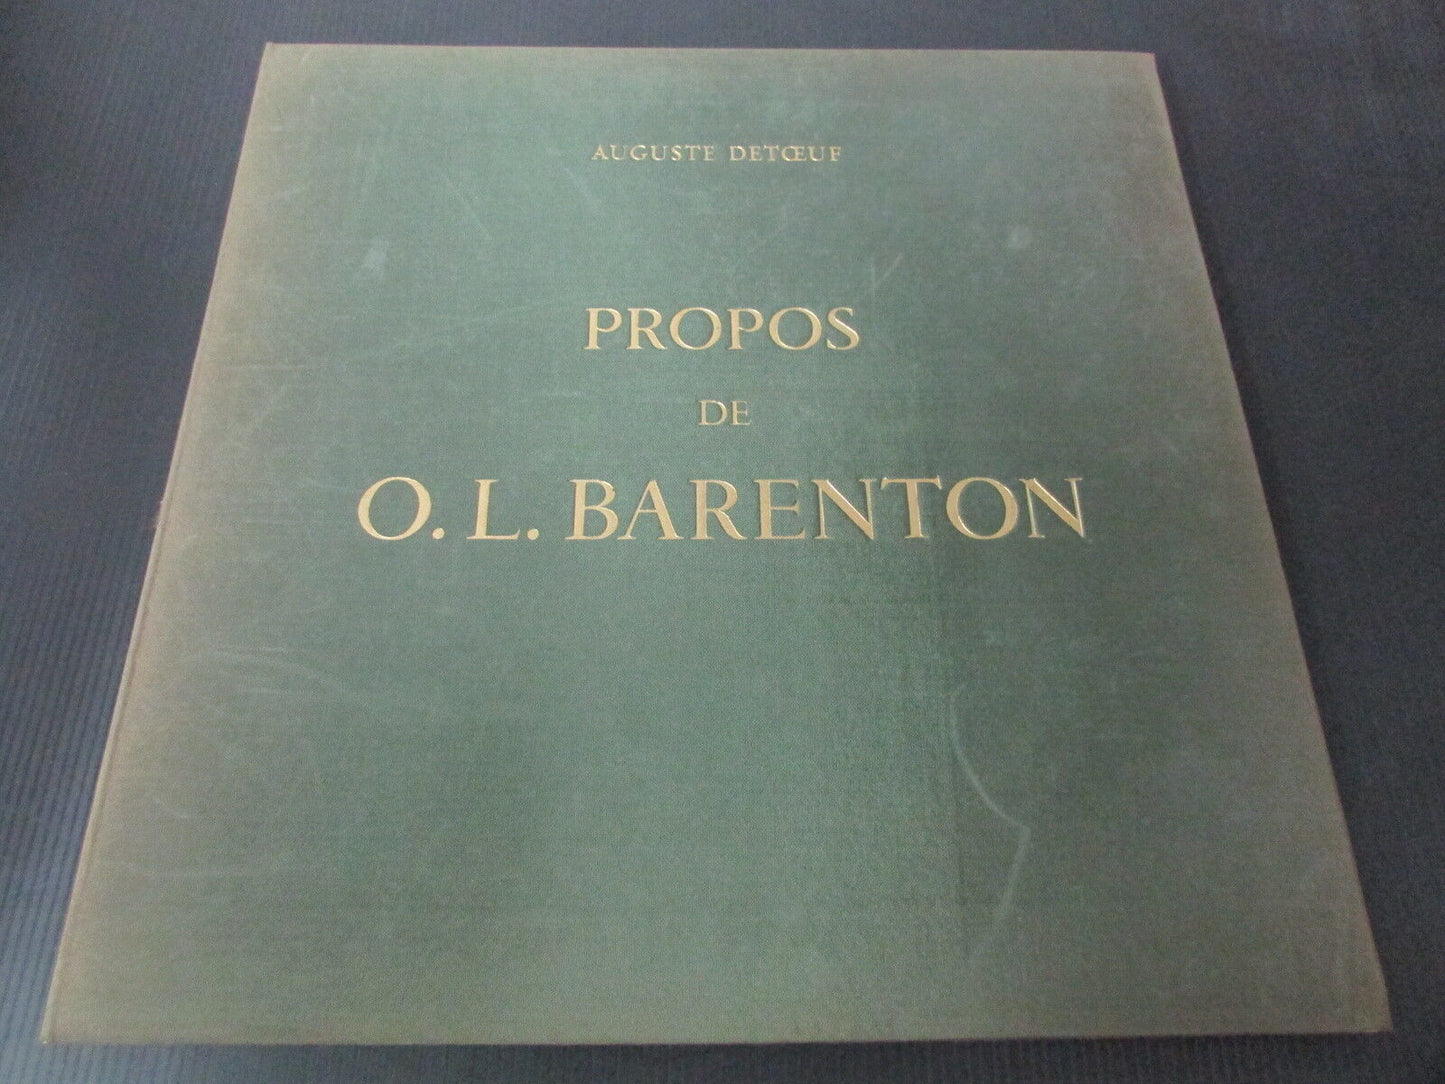 AUGUSTE DETŒUF
PROPOS
DE
O. L. BARENTON